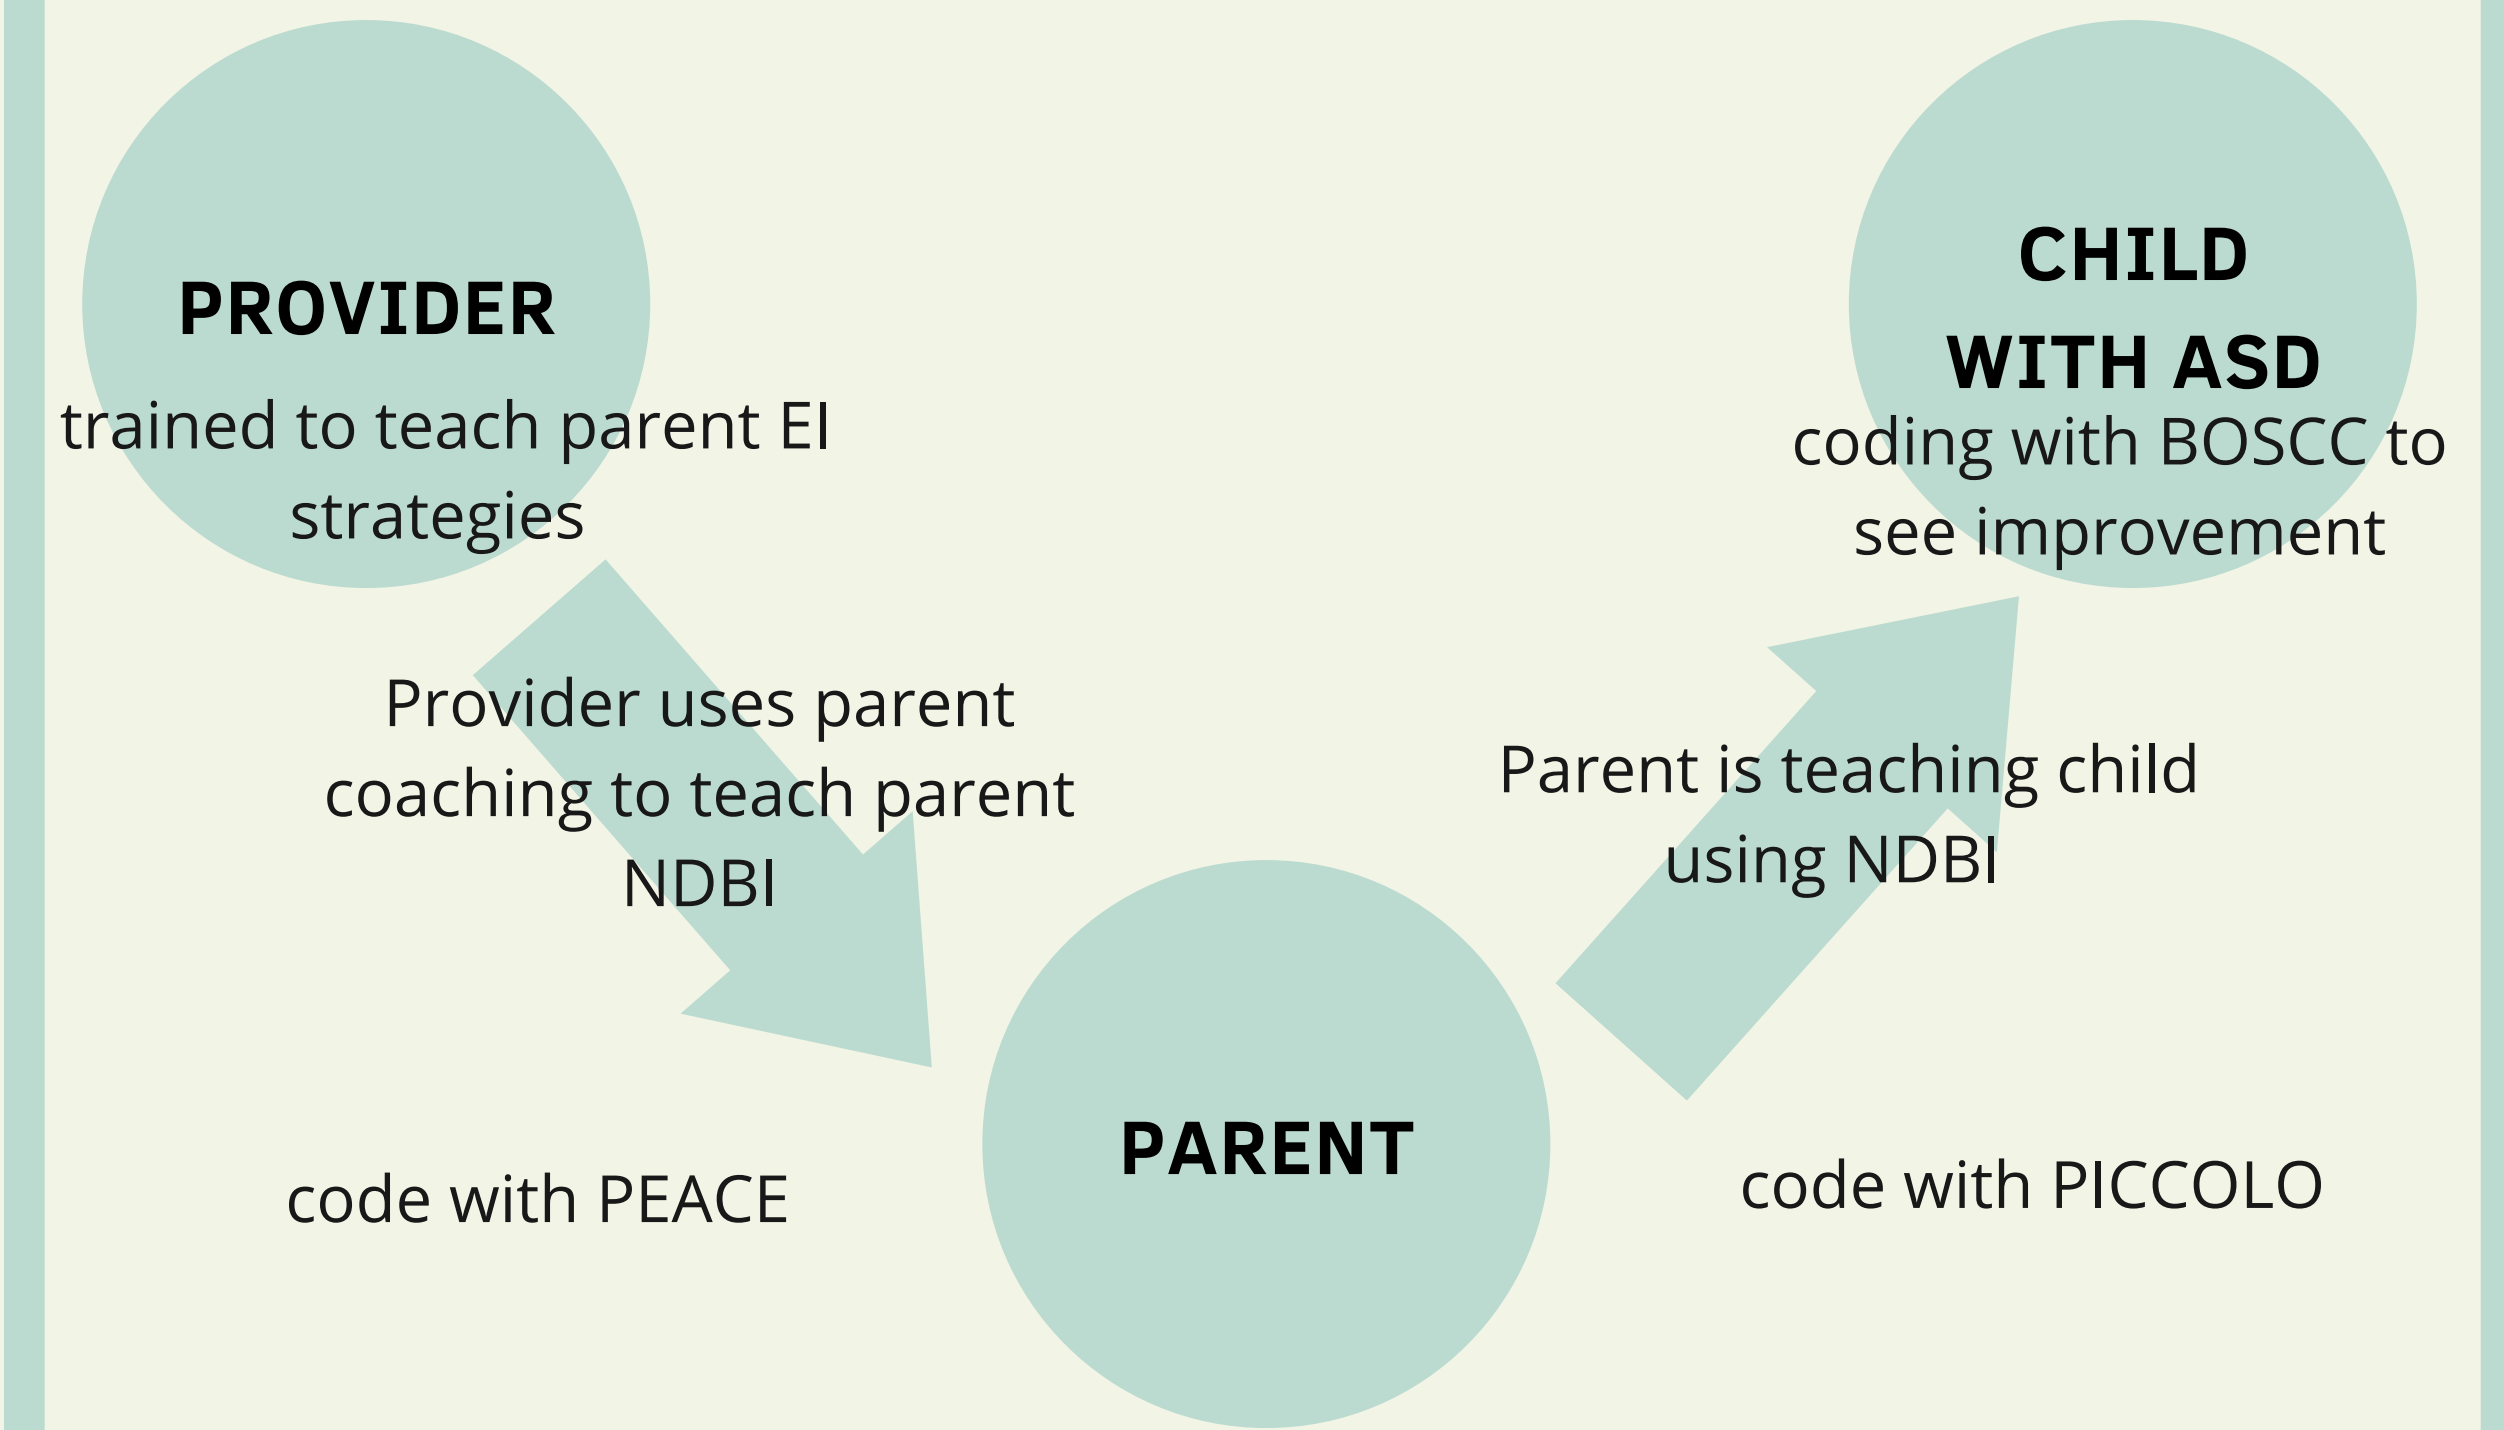 PROVIDER
trained to teach parent EI
strategies
Provider uses parent
coaching to teach parent
NDBI
code with PEACE
PARENT
CHILD
WITH ASD
coding with BOSCC to
see improvement
Parent is teaching child
using NDBI
code with PICCOLO